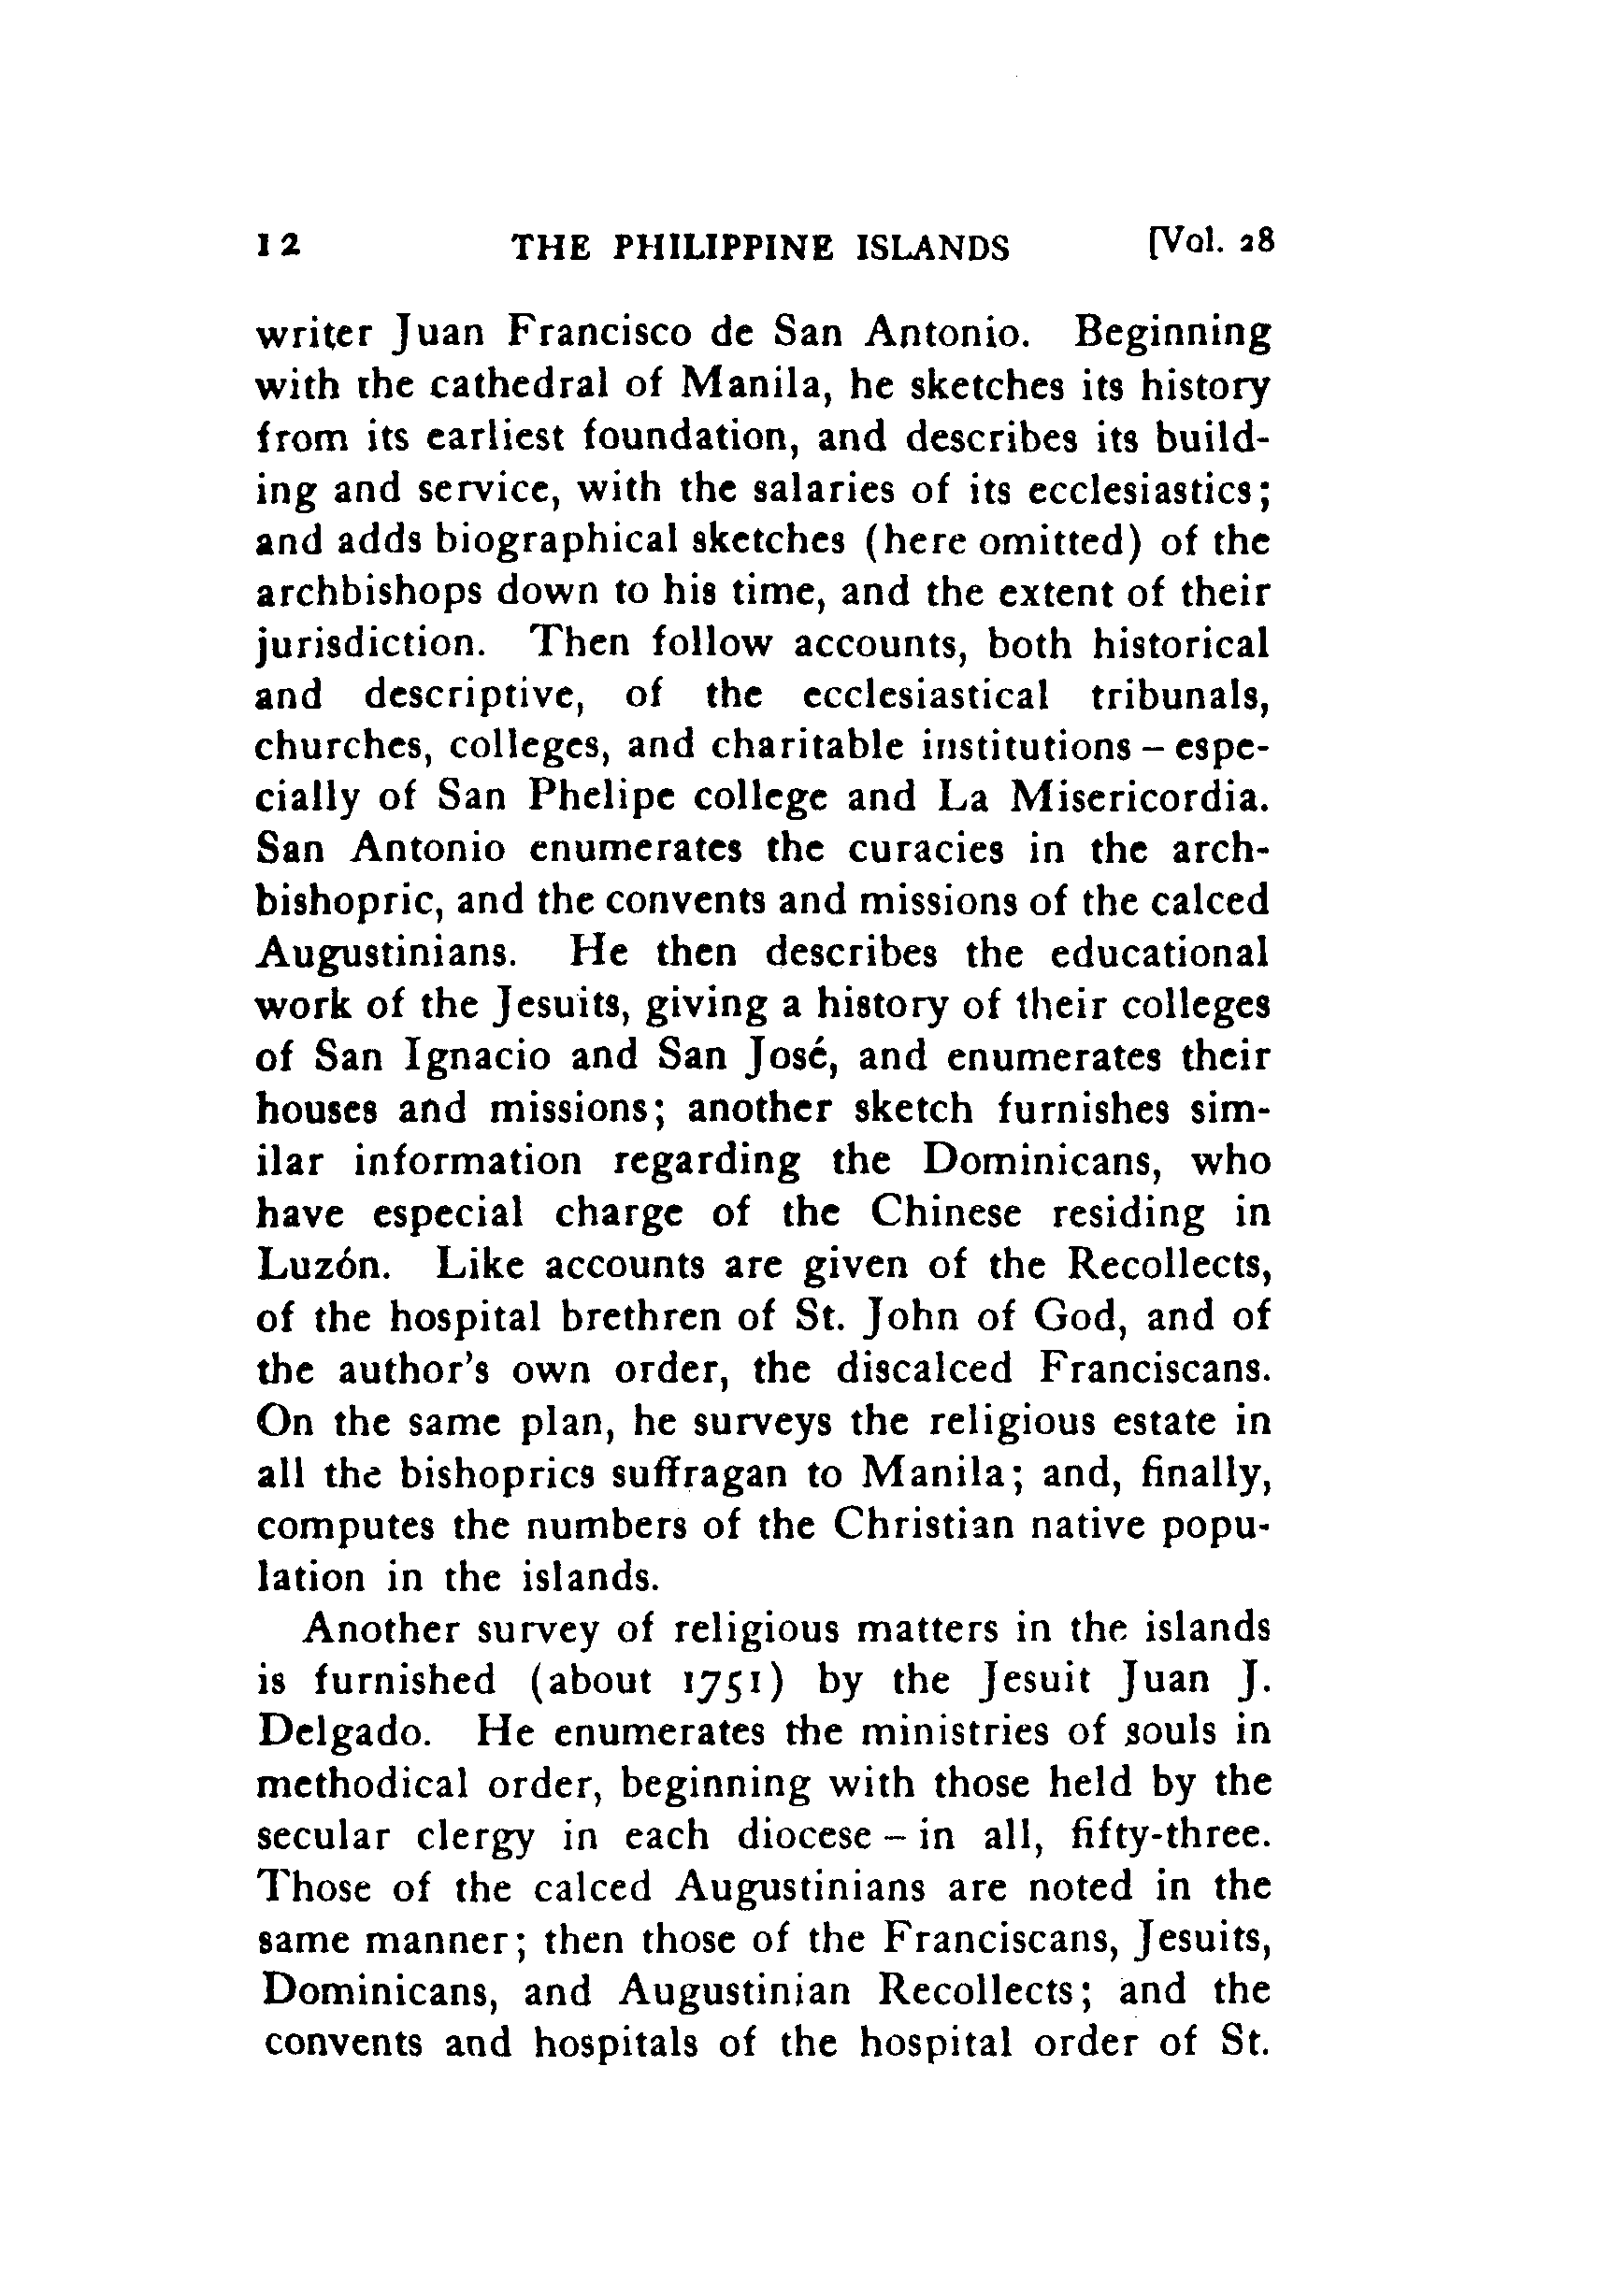 12 THE PHILIPPINE ISLANDS [Vol. 28
writer Juan Francisco de San Antonio. Beginning
with the cathedral of Manila, he sketches its history
from its earliest foundation, and describes its build-
ing and service, with the salaries of its ecclesiastics;
and adds biographical sketches (here omitted) of the
archbishops down to his time, and the extent of their
jurisdiction. Then follow accounts, both historical
and descriptive, of the ecclesiastical tribunals,
churches, colleges, and charitable institutions – espe-
cially of San Phelipe college and La Misericordia.
San Antonio enumerates the curacies in the arch-
bishopric, and the convents and missions of the calced
Augustinians. He then describes the educational
work of the Jesuits, giving a history of their colleges
of San Ignacio and San José, and enumerates their
houses and missions; another sketch furnishes sim-
ilar information regarding the Dominicans, who
have especial charge of the Chinese residing in
Luzón. Like accounts are given of the Recollects,
of the hospital brethren of St. John of God, and of
the author's own order, the discalced Franciscans.
On the same plan, he surveys the religious estate in
all the bishoprics suffragan to Manila; and, finally,
computes the numbers of the Christian native popu-
lation in the islands.
Another survey of religious matters in the islands
is furnished (about 1751) by the Jesuit Juan J.
Delgado. He enumerates the ministries of souls in
methodical order, beginning with those held by the
secular clergy in each diocese – in all, fifty-three.
Those of the calced Augustinians are noted in the
same manner; then those of the Franciscans, Jesuits,
Dominicans, and Augustinian Recollects; and the
convents and hospitals of the hospital order of St.